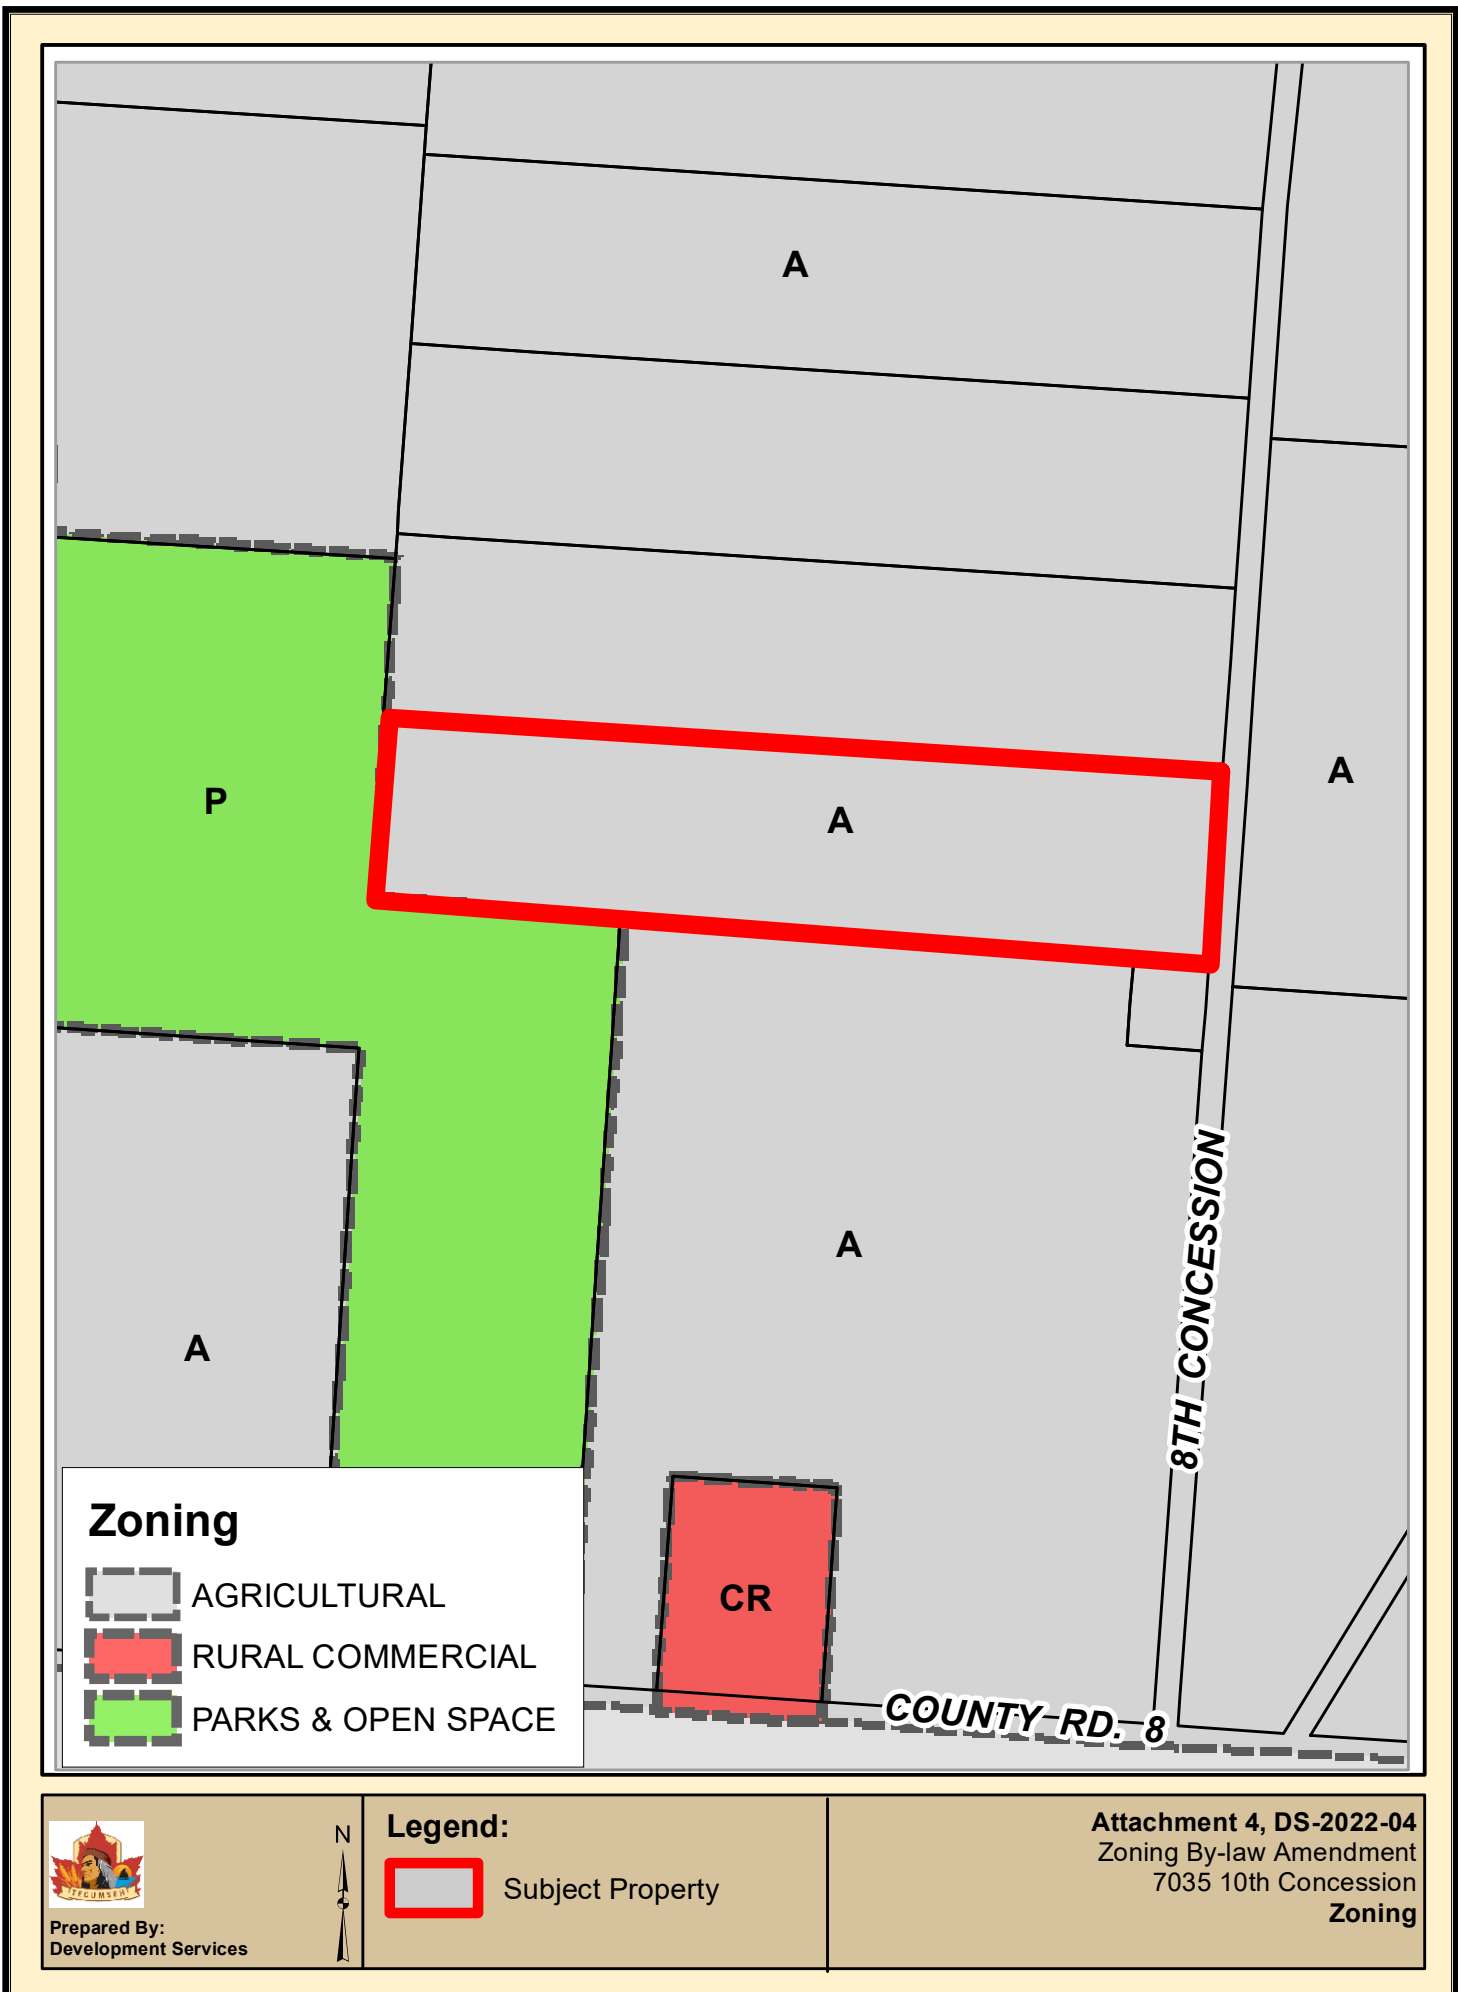 A
A
P
A
A
A
8TH CONCESSION
CR
COUNTY RD. 8
Zoning
AGRICULTURAL
RURAL COMMERCIAL
PARKS & OPEN SPACE
TECUMSEH
Prepared By:
Development Services
N
Legend:
Subject Property
Attachment 4, DS-2022-04
Zoning By-law Amendment
7035 10th Concession
Zoning